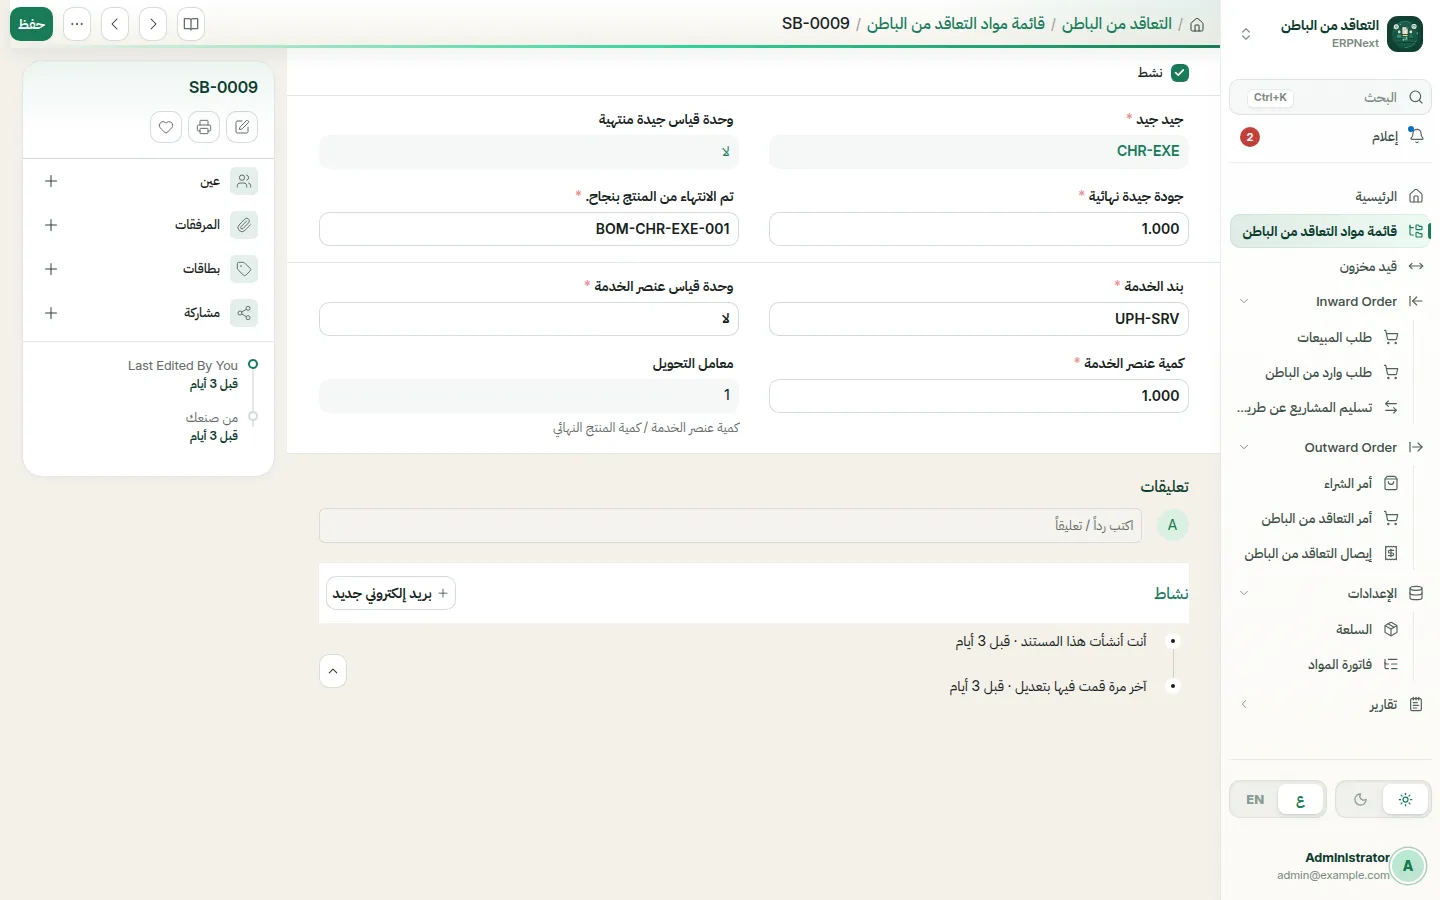 التعاقد من الباطن
ERPNext
البحث
Ctrl+K
إعلام
2
الرئيسية
قائمة مواد التعاقد من الباطن
قيد مخزون
Inward Order
طلب المبيعات
طلب وارد من الباطن
تسليم المشاريع عن طريـ...
Outward Order
أمر الشراء
أمر التعاقد من الباطن
إيصال التعاقد من الباطن
الإعدادات
السلعة
فاتورة المواد
تقارير
ع
EN
Administrator
admin@example.com
A
التعاقد من الباطن / قائمة مواد التعاقد من الباطن / SB-0009
حفظ
نشط
جيد جيد *
CHR-EXE
وحدة قياس جيدة منتهية
لا
جودة جيدة نهائية *
1.000
تم الانتهاء من المنتج بنجاح. *
BOM-CHR-EXE-001
بند الخدمة *
UPH-SRV
وحدة قياس عنصر الخدمة *
لا
كمية عنصر الخدمة *
1.000
معامل التحويل
1
كمية عنصر الخدمة / كمية المنتج النهائي
تعليقات
A
اكتب رداً / تعليقاً
نشاط
+ بريد إلكتروني جديد
أنت أنشأت هذا المستند · قبل 3 أيام
آخر مرة قمت فيها بتعديل · قبل 3 أيام
SB-0009
عين
المرفقات
بطاقات
مشاركة
Last Edited By You
قبل 3 أيام
من صنعك
قبل 3 أيام